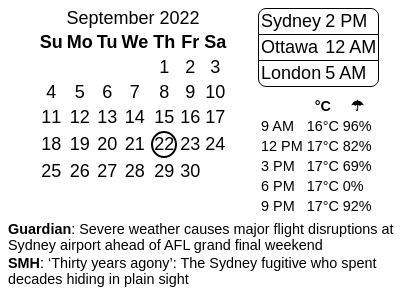 September 2022
Su Mo Tu We Th Fr Sa
1 2 3
4 5 6 7 8 9 10
11 12 13 14 15 16 17
18 19 20 21 22 23 24
25 26 27 28 29 30
Sydney 2 PM
Ottawa 12 AM
London 5 AM
°C ☂
9 AM 16°C 96%
12 PM 17°C 82%
3 PM 17°C 69%
6 PM 17°C 0%
9 PM 17°C 92%
Guardian: Severe weather causes major flight disruptions at
Sydney airport ahead of AFL grand final weekend
SMH: ‘Thirty years agony’: The Sydney fugitive who spent
decades hiding in plain sight